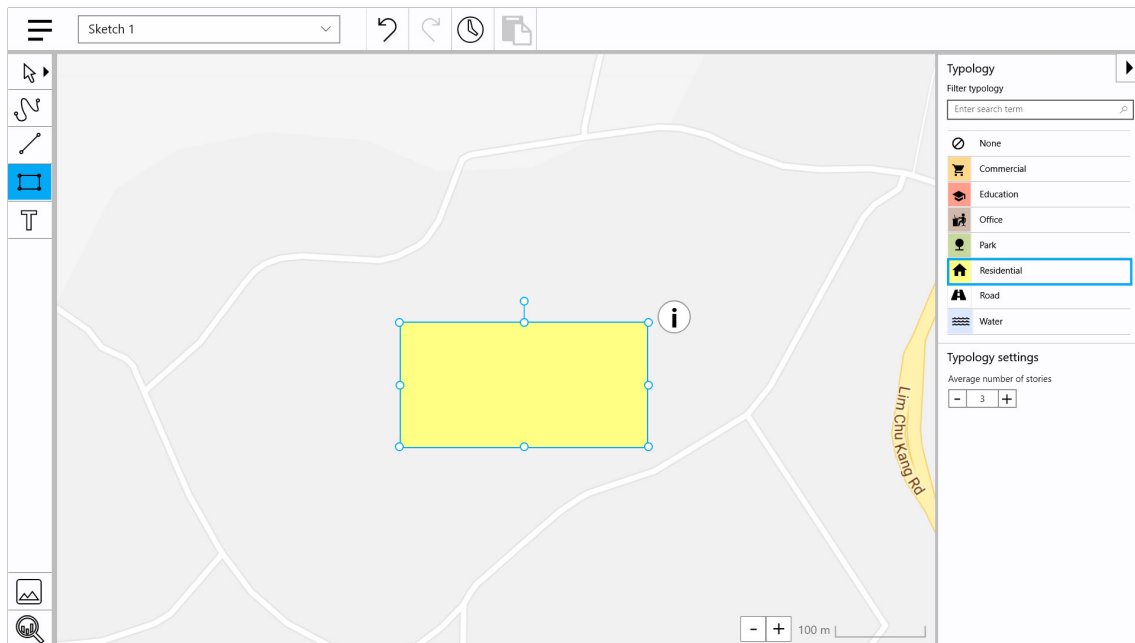 Sketch 1
Typology
Filter typology
Enter search term
None
Commercial
Education
Office
Park
Residential
Road
Water
Typology settings
Average number of stories
- 3 +
i
Lim Chu Kang Rd
T
- + 100 m